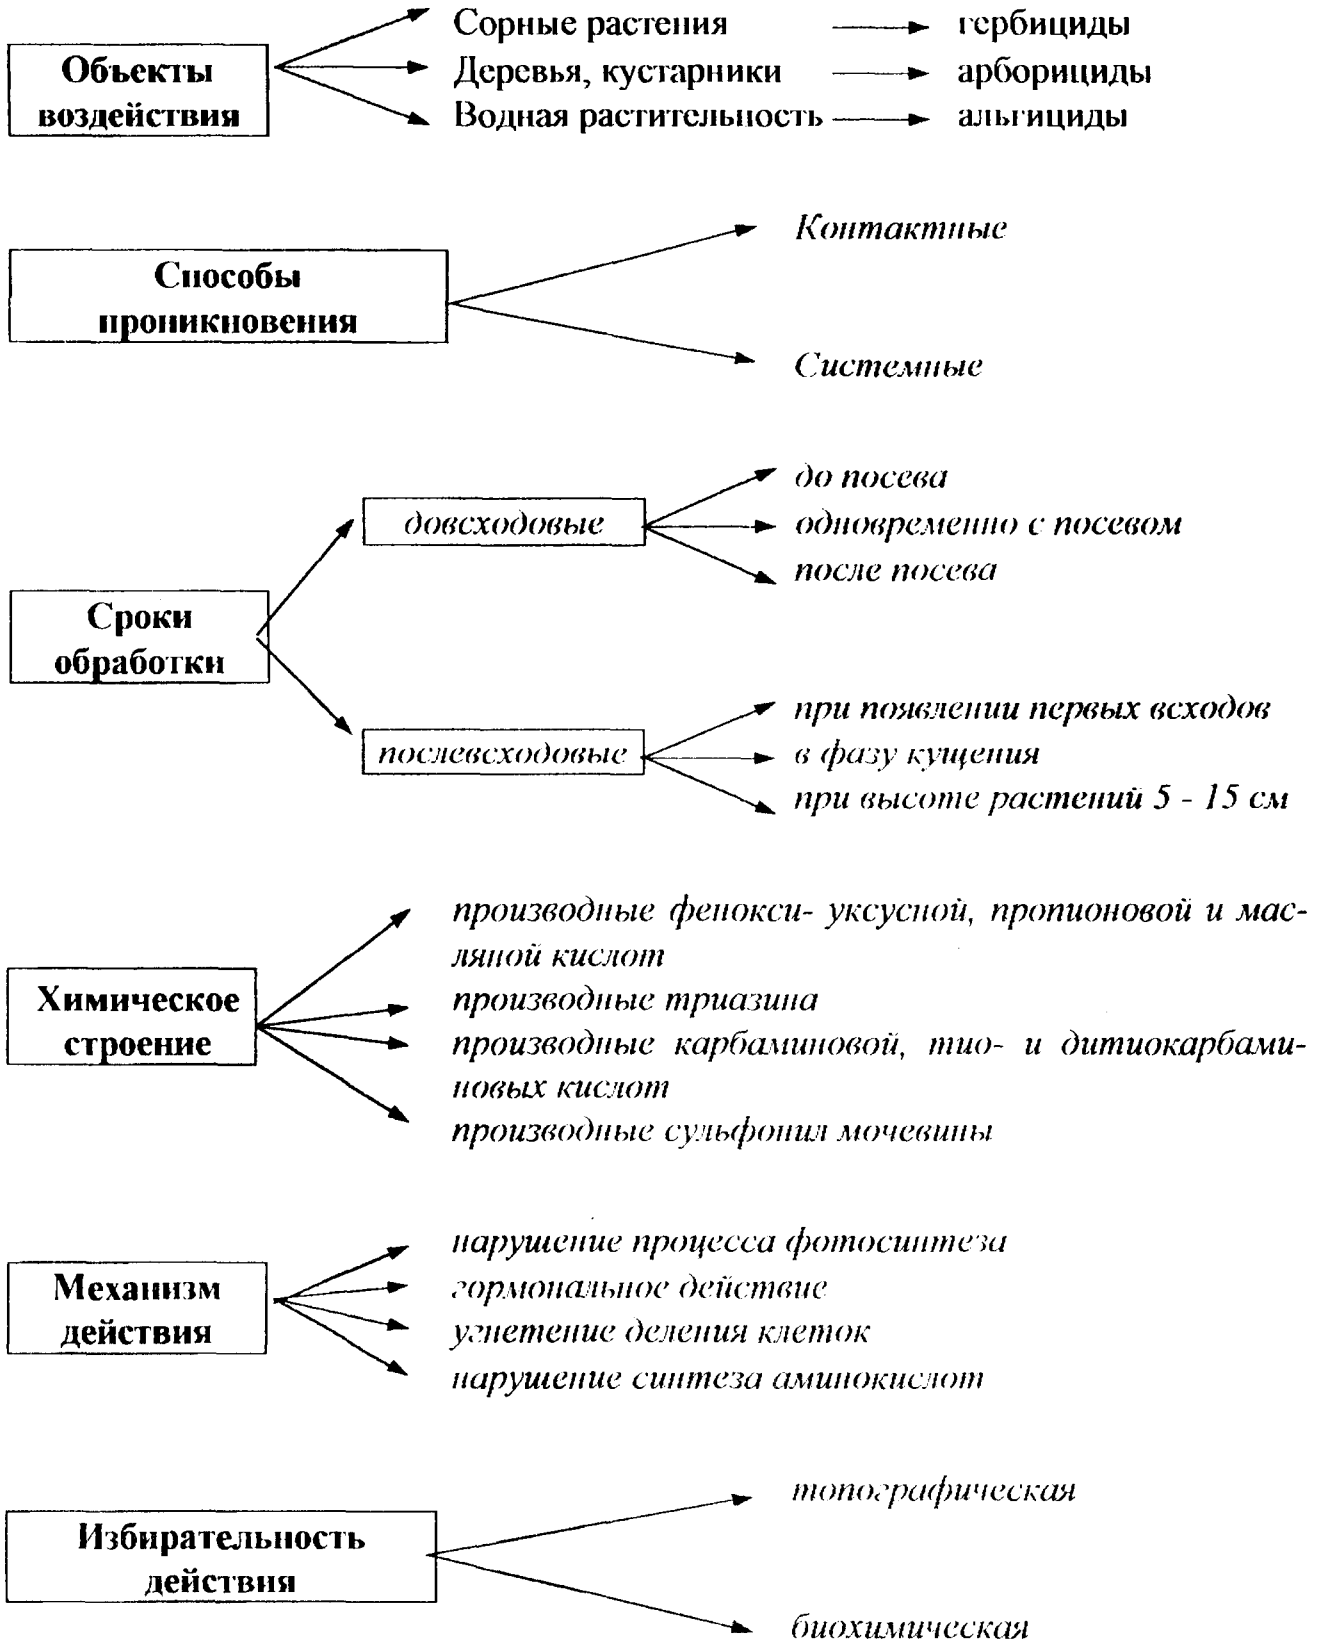 Объекты
воздействия
Сорные растения гербициды
Деревья, кустарники арборициды
Водная растительность альгициды
Способы
проникновения
Контактные
Системные
Сроки
обработки
довсходовые
до посева
одновременно с посевом
после посева
послевсходовые
при появлении первых всходов
в фазу кущения
при высоте растений 5 - 15 см
Химическое
строение
производные фенокси- уксусной, пропионовой и мас-
ляной кислот
производные триазина
производные карбаминовой, тио- и дитиокарбами-
новых кислот
производные сульфонил мочевины
Механизм
действия
нарушение процесса фотосинтеза
гормональное действие
угнетение деления клеток
нарушение синтеза аминокислот
Избирательность
действия
топографическая
биохимическая